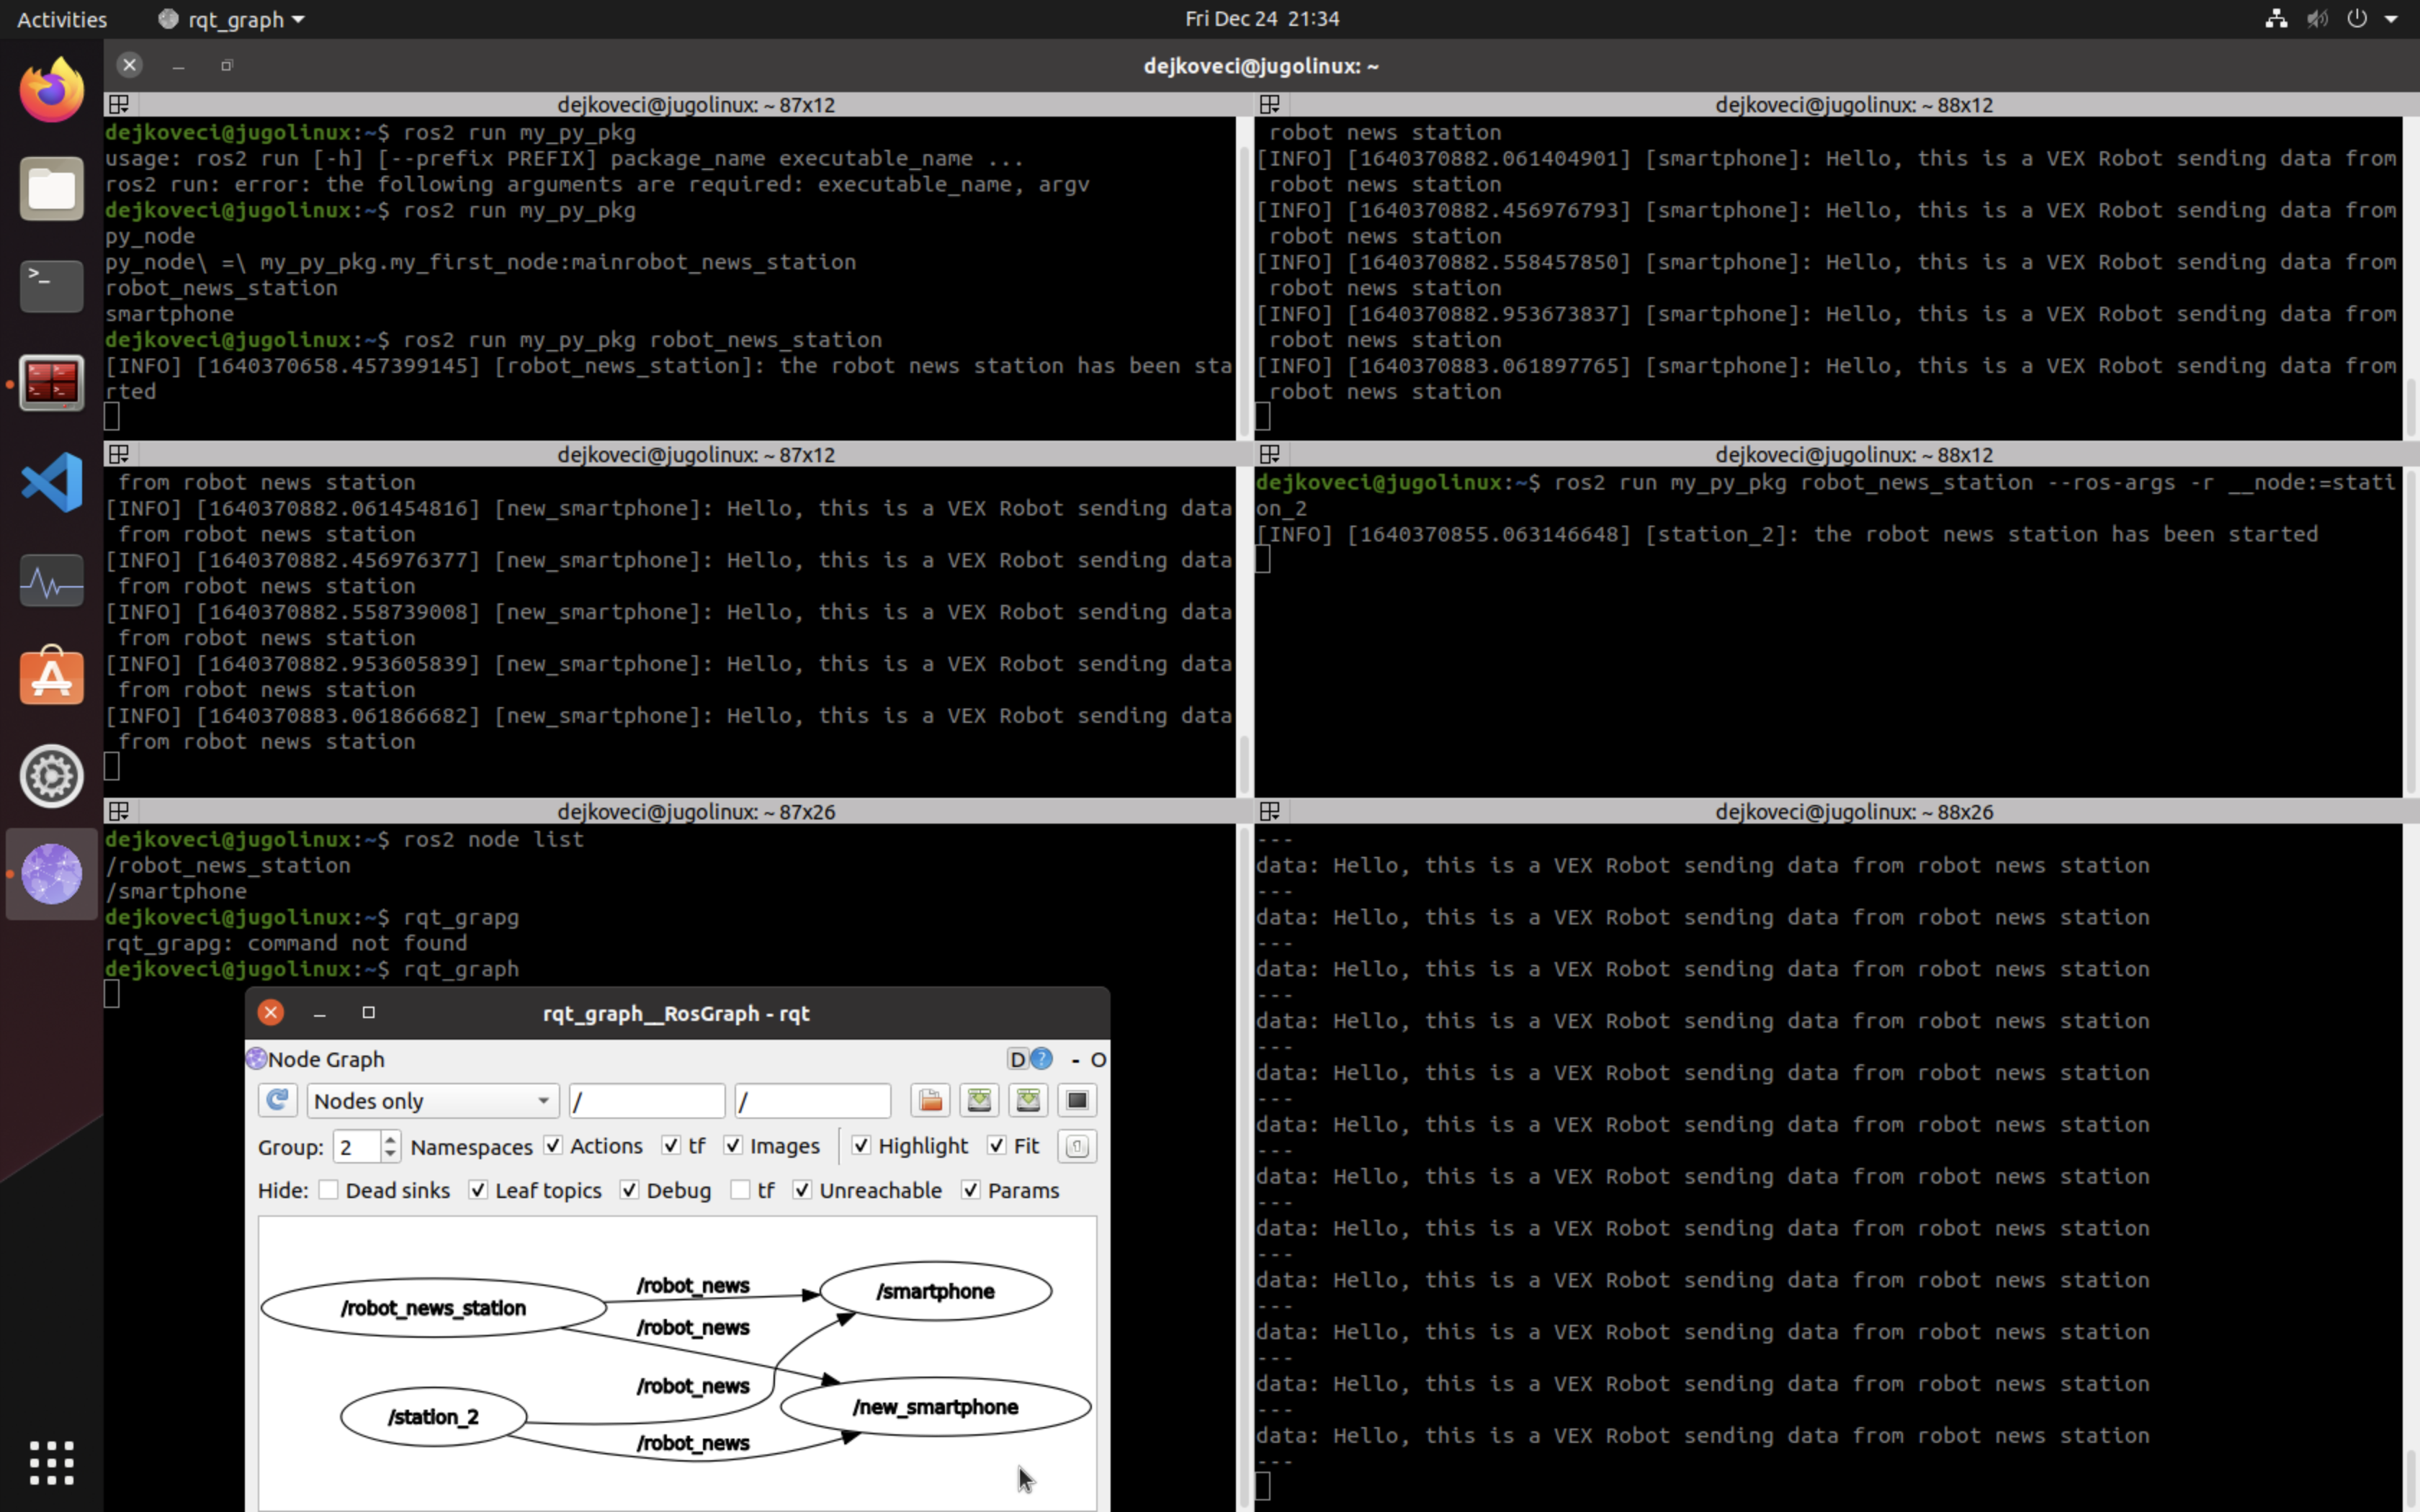 Activities
rqt_graph
Fri Dec 24 21:34
dejkoveci@jugolinux: ~
dejkoveci@jugolinux: ~ 87x12
dejkoveci@jugolinux:~$ ros2 run my_py_pkg
usage: ros2 run [-h] [--prefix PREFIX] package_name executable_name ...
ros2 run: error: the following arguments are required: executable_name, argv
dejkoveci@jugolinux:~$ ros2 run my_py_pkg
py_node
py_node\ =\ my_py_pkg.my_first_node:mainrobot_news_station
robot_news_station
smartphone
dejkoveci@jugolinux:~$ ros2 run my_py_pkg robot_news_station
[INFO] [1640370658.457399145] [robot_news_station]: the robot news station has been sta
rted
dejkoveci@jugolinux: ~ 88x12
robot news station
[INFO] [1640370882.061404901] [smartphone]: Hello, this is a VEX Robot sending data from
robot news station
[INFO] [1640370882.456976793] [smartphone]: Hello, this is a VEX Robot sending data from
robot news station
[INFO] [1640370882.558457850] [smartphone]: Hello, this is a VEX Robot sending data from
robot news station
[INFO] [1640370882.953673837] [smartphone]: Hello, this is a VEX Robot sending data from
robot news station
[INFO] [1640370883.061897765] [smartphone]: Hello, this is a VEX Robot sending data from
robot news station
dejkoveci@jugolinux: ~ 87x12
from robot news station
[INFO] [1640370882.061454816] [new_smartphone]: Hello, this is a VEX Robot sending data
from robot news station
[INFO] [1640370882.456976377] [new_smartphone]: Hello, this is a VEX Robot sending data
from robot news station
[INFO] [1640370882.558739008] [new_smartphone]: Hello, this is a VEX Robot sending data
from robot news station
[INFO] [1640370882.953605839] [new_smartphone]: Hello, this is a VEX Robot sending data
from robot news station
[INFO] [1640370883.061866682] [new_smartphone]: Hello, this is a VEX Robot sending data
from robot news station
dejkoveci@jugolinux: ~ 88x12
dejkoveci@jugolinux:~$ ros2 run my_py_pkg robot_news_station --ros-args -r __node:=stati
on_2
[INFO] [1640370855.063146648] [station_2]: the robot news station has been started
dejkoveci@jugolinux: ~ 87x26
dejkoveci@jugolinux:~$ ros2 node list
/robot_news_station
/smartphone
dejkoveci@jugolinux:~$ rqt_grapg
rqt_grapg: command not found
dejkoveci@jugolinux:~$ rqt_graph
rqt_graph__RosGraph - rqt
Node Graph
D ? - O
Nodes only / /
Group: 2 Namespaces Actions tf Images Highlight Fit
Hide: Dead sinks Leaf topics Debug tf Unreachable Params
/robot_news
/smartphone
/robot_news_station
/robot_news
/robot_news
/new_smartphone
/station_2
/robot_news
dejkoveci@jugolinux: ~ 88x26
---
data: Hello, this is a VEX Robot sending data from robot news station
---
data: Hello, this is a VEX Robot sending data from robot news station
---
data: Hello, this is a VEX Robot sending data from robot news station
---
data: Hello, this is a VEX Robot sending data from robot news station
---
data: Hello, this is a VEX Robot sending data from robot news station
---
data: Hello, this is a VEX Robot sending data from robot news station
---
data: Hello, this is a VEX Robot sending data from robot news station
---
data: Hello, this is a VEX Robot sending data from robot news station
---
data: Hello, this is a VEX Robot sending data from robot news station
---
data: Hello, this is a VEX Robot sending data from robot news station
---
data: Hello, this is a VEX Robot sending data from robot news station
---
data: Hello, this is a VEX Robot sending data from robot news station
---